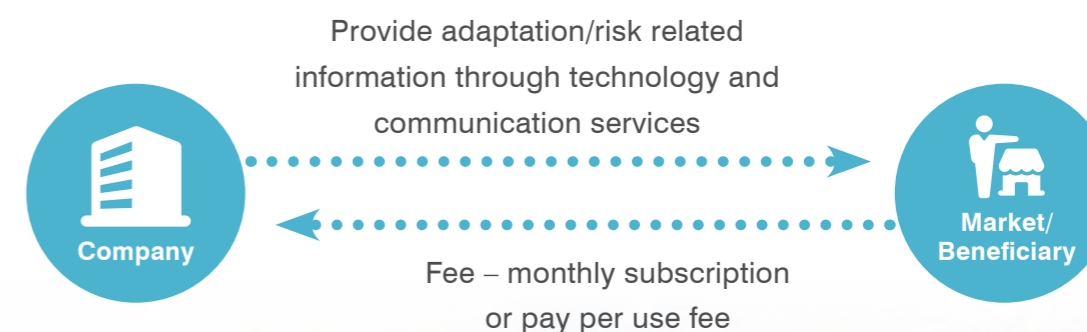 Provide adaptation/risk related
information through technology and
communication services
Company
Market/
Beneficiary
Fee – monthly subscription
or pay per use fee